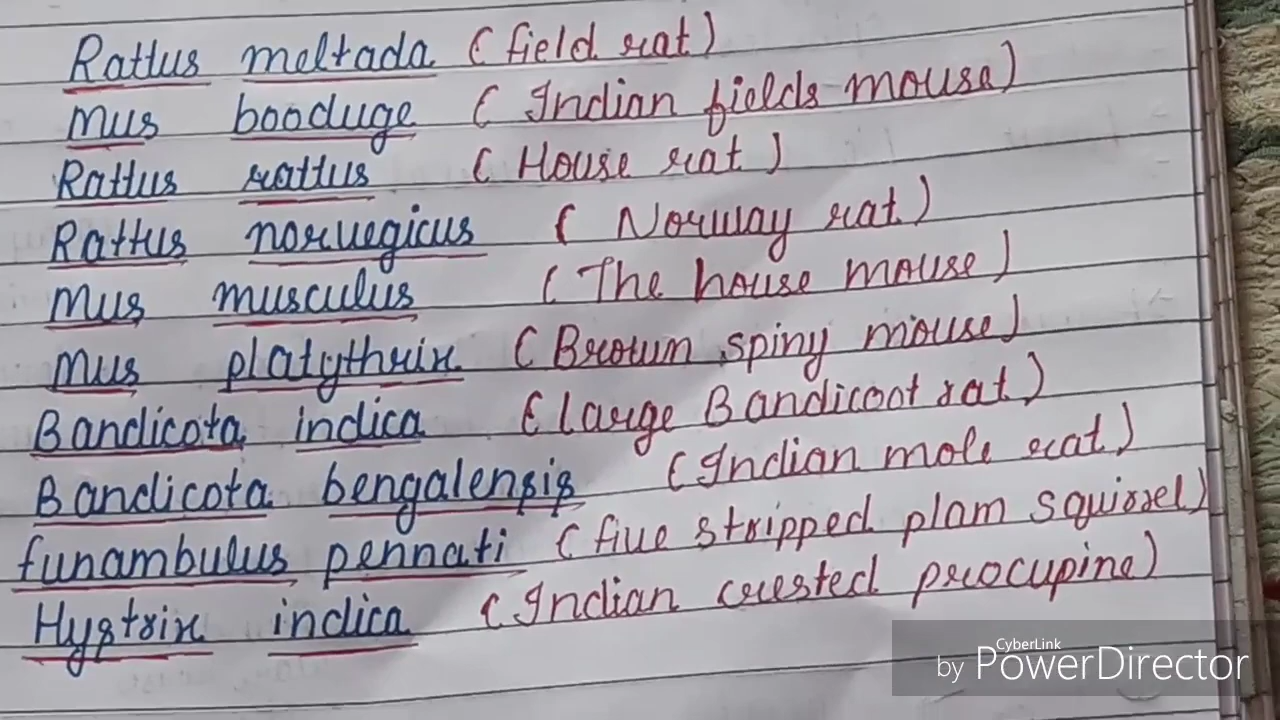 Rattus meltada (field rat)
Mus booduge (Indian fields mouse)
Rattus rattus (House rat)
Rattus norvegicus (Norway rat)
Mus musculus (The house mouse)
Mus platythrix (Brown spiny mouse)
Bandicota indica (large Bandicoot rat)
Bandicota bengalensis (Indian mole rat)
funambulus pennati (five stripped plam squirrel)
Hystrix indica (Indian crested procupine)
CyberLink
by PowerDirector